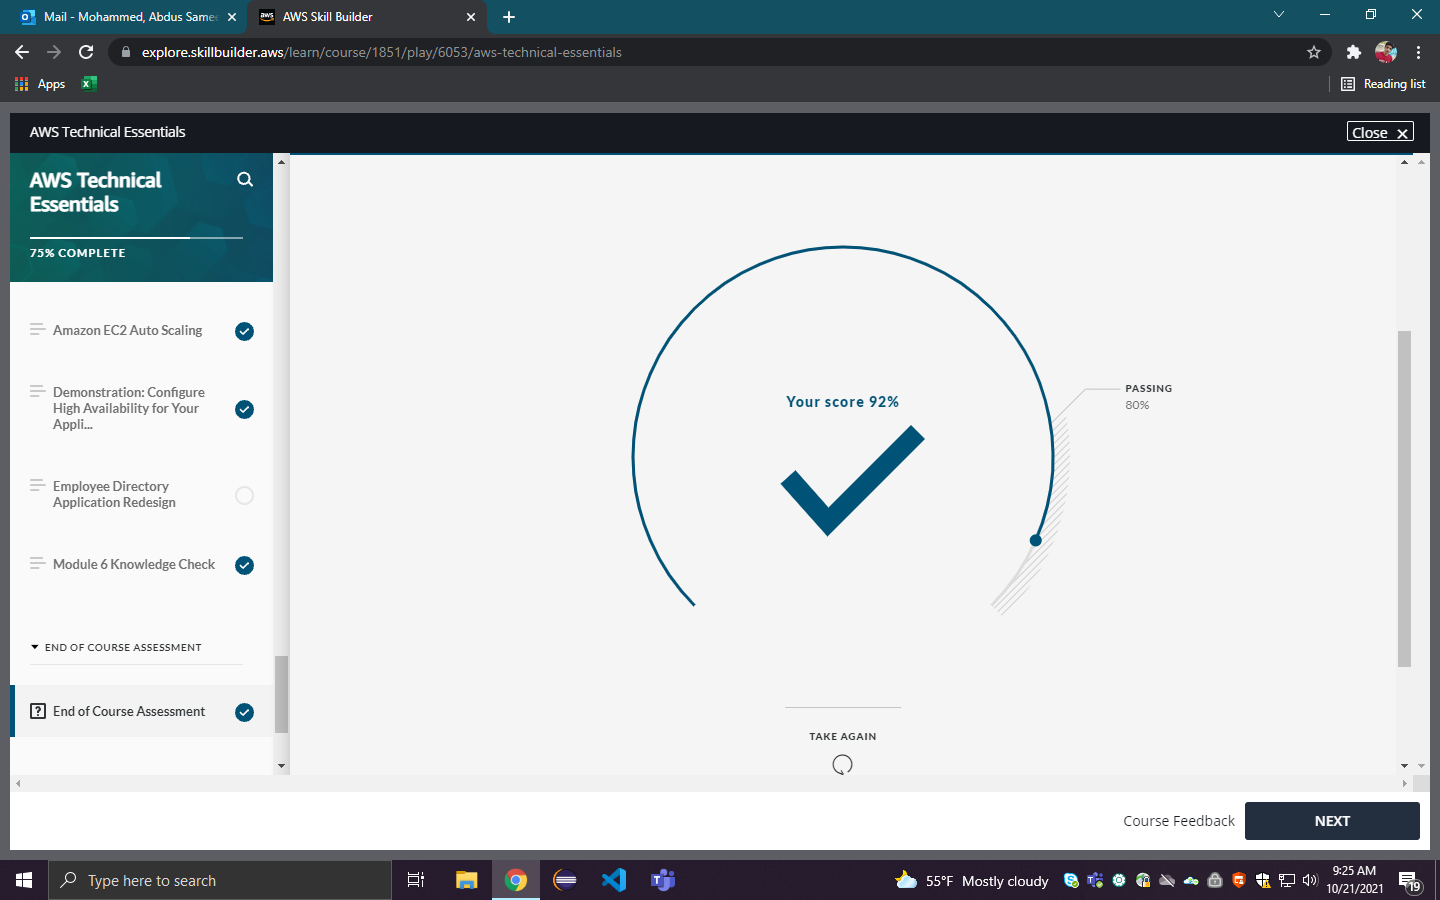 Mail - Mohammed, Abdus Samee
aws
AWS Skill Builder
explore.skillbuilder.aws/learn/course/1851/play/6053/aws-technical-essentials
Apps
Reading list
AWS Technical Essentials
Close
AWS Technical
Essentials
75% COMPLETE
Amazon EC2 Auto Scaling
Demonstration: Configure
High Availability for Your
Appli...
Employee Directory
Application Redesign
Module 6 Knowledge Check
END OF COURSE ASSESSMENT
End of Course Assessment
Your score 92%
PASSING
80%
TAKE AGAIN
Course Feedback
NEXT
Type here to search
55°F Mostly cloudy
9:25 AM
10/21/2021
19